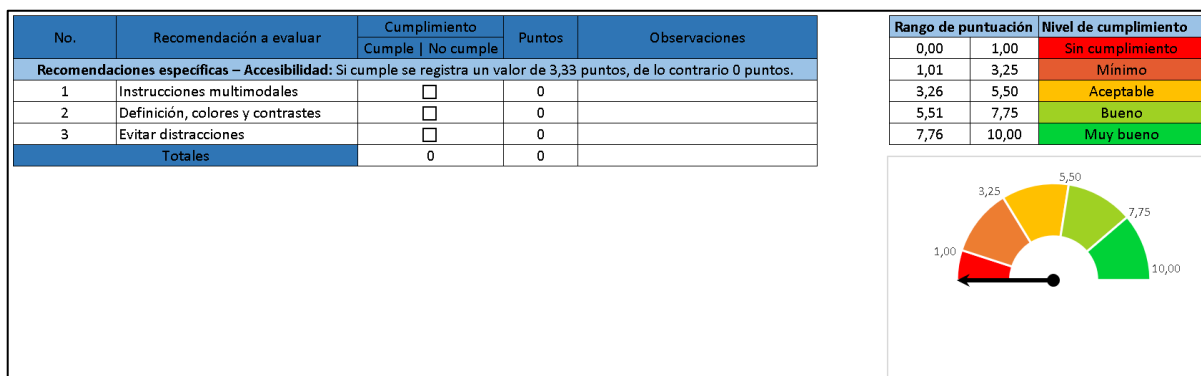 No. Recomendación a evaluar Cumplimiento Puntos Observaciones
Cumple | No cumple
Recomendaciones específicas – Accesibilidad: Si cumple se registra un valor de 3,33 puntos, de lo contrario 0 puntos.
1 Instrucciones multimodales 0
2 Definición, colores y contrastes 0
3 Evitar distracciones 0
Totales 0 0
Rango de puntuación Nivel de cumplimiento
0,00 1,00 Sin cumplimiento
1,01 3,25 Mínimo
3,26 5,50 Aceptable
5,51 7,75 Bueno
7,76 10,00 Muy bueno
5,50
3,25
7,75
1,00
10,00